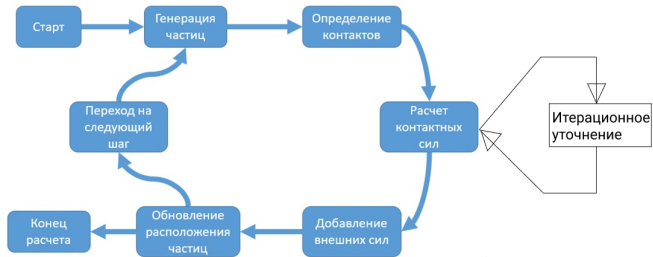 Старт
Генерация
частиц
Определение
контактов
Расчет
контактных
сил
Итерационное
уточнение
Переход на
следующий
шаг
Конец
расчета
Обновление
расположения
частиц
Добавление
внешних сил